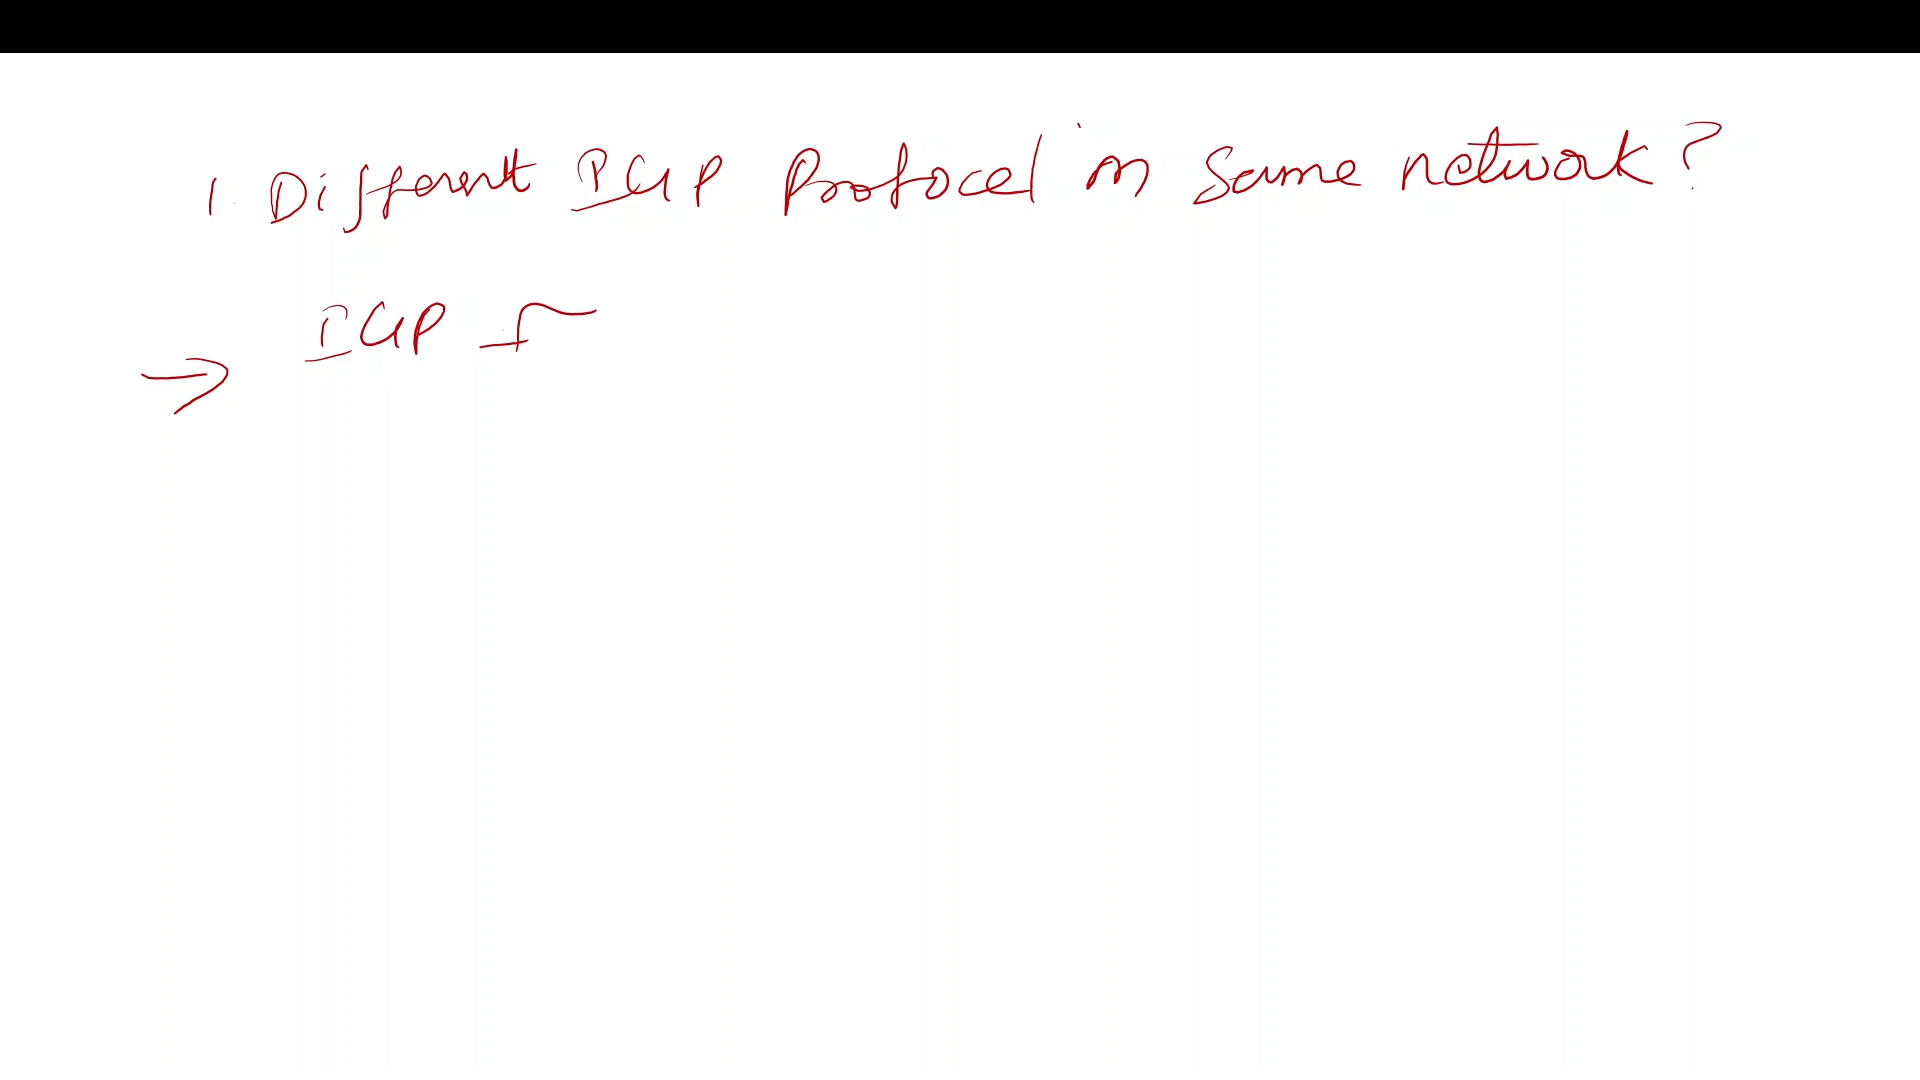 1. Different IGP Protocol in Same network?
→ IGP